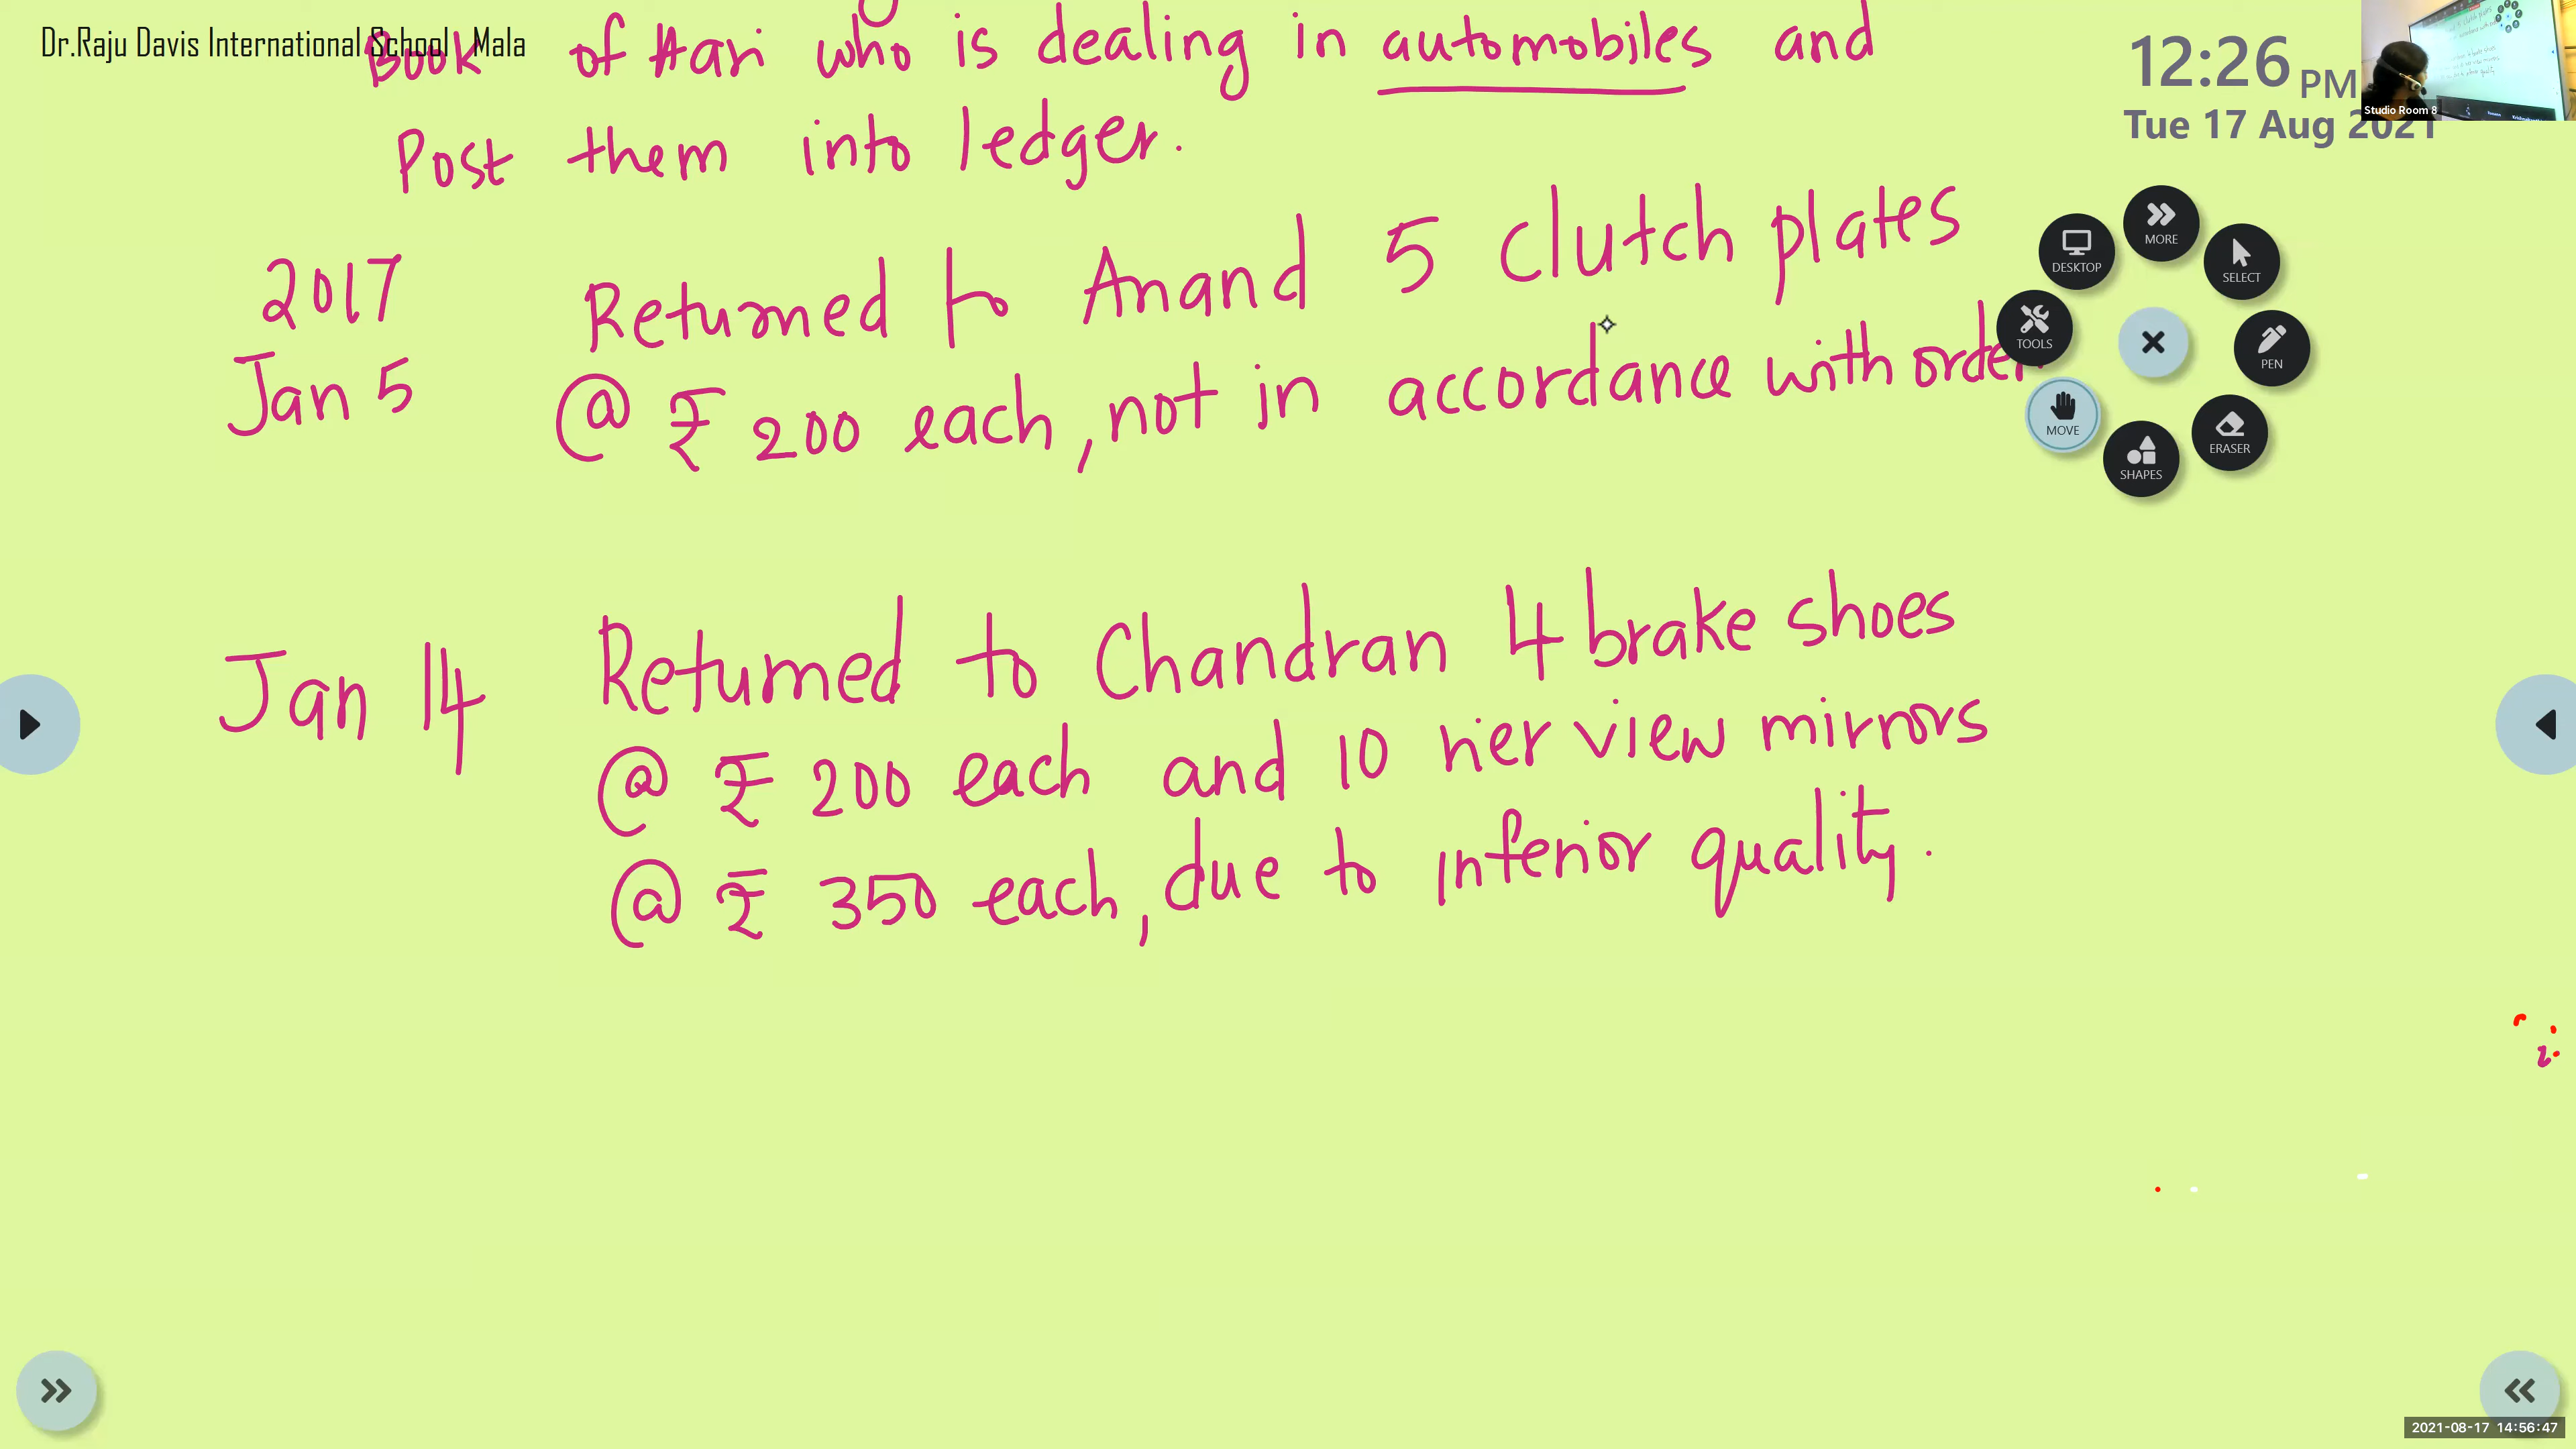 Dr.Raju Davis International School , Mala
12:26 PM
Tue 17 Aug 2021
Studio Room 8
Book of Hari who is dealing in automobiles and
Post them into ledger.
2017
Jan 5
Returned to Anand 5 clutch plates
@ ₹ 200 each, not in accordance with order.
Jan 14
Returned to Chandran 4 brake shoes
@ ₹ 200 each and 10 rier view mirrors
@ ₹ 350 each, due to inferior quality.
MORE
DESKTOP
SELECT
TOOLS
PEN
MOVE
ERASER
SHAPES
2021-08-17 14:56:47